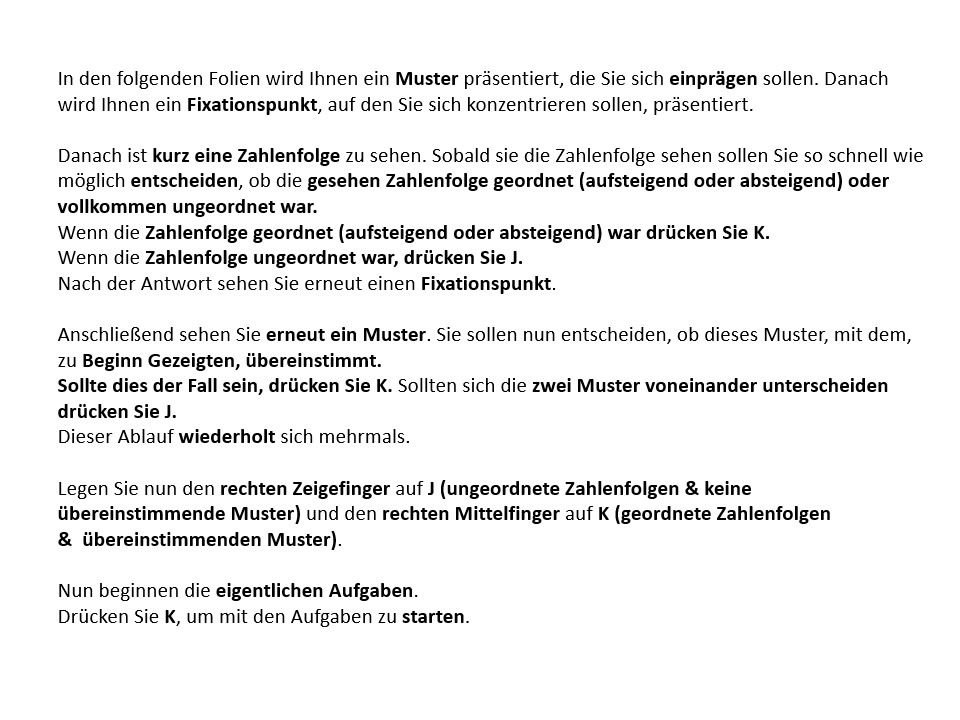 In den folgenden Folien wird Ihnen ein Muster präsentiert, die Sie sich einprägen sollen. Danach
wird Ihnen ein Fixationspunkt, auf den Sie sich konzentrieren sollen, präsentiert.
Danach ist kurz eine Zahlenfolge zu sehen. Sobald sie die Zahlenfolge sehen sollen Sie so schnell wie
möglich entscheiden, ob die gesehen Zahlenfolge geordnet (aufsteigend oder absteigend) oder
vollkommen ungeordnet war.
Wenn die Zahlenfolge geordnet (aufsteigend oder absteigend) war drücken Sie K.
Wenn die Zahlenfolge ungeordnet war, drücken Sie J.
Nach der Antwort sehen Sie erneut einen Fixationspunkt.
Anschließend sehen Sie erneut ein Muster. Sie sollen nun entscheiden, ob dieses Muster, mit dem,
zu Beginn Gezeigten, übereinstimmt.
Sollte dies der Fall sein, drücken Sie K. Sollten sich die zwei Muster voneinander unterscheiden
drücken Sie J.
Dieser Ablauf wiederholt sich mehrmals.
Legen Sie nun den rechten Zeigefinger auf J (ungeordnete Zahlenfolgen & keine
übereinstimmende Muster) und den rechten Mittelfinger auf K (geordnete Zahlenfolgen
&  übereinstimmenden Muster).
Nun beginnen die eigentlichen Aufgaben.
Drücken Sie K, um mit den Aufgaben zu starten.